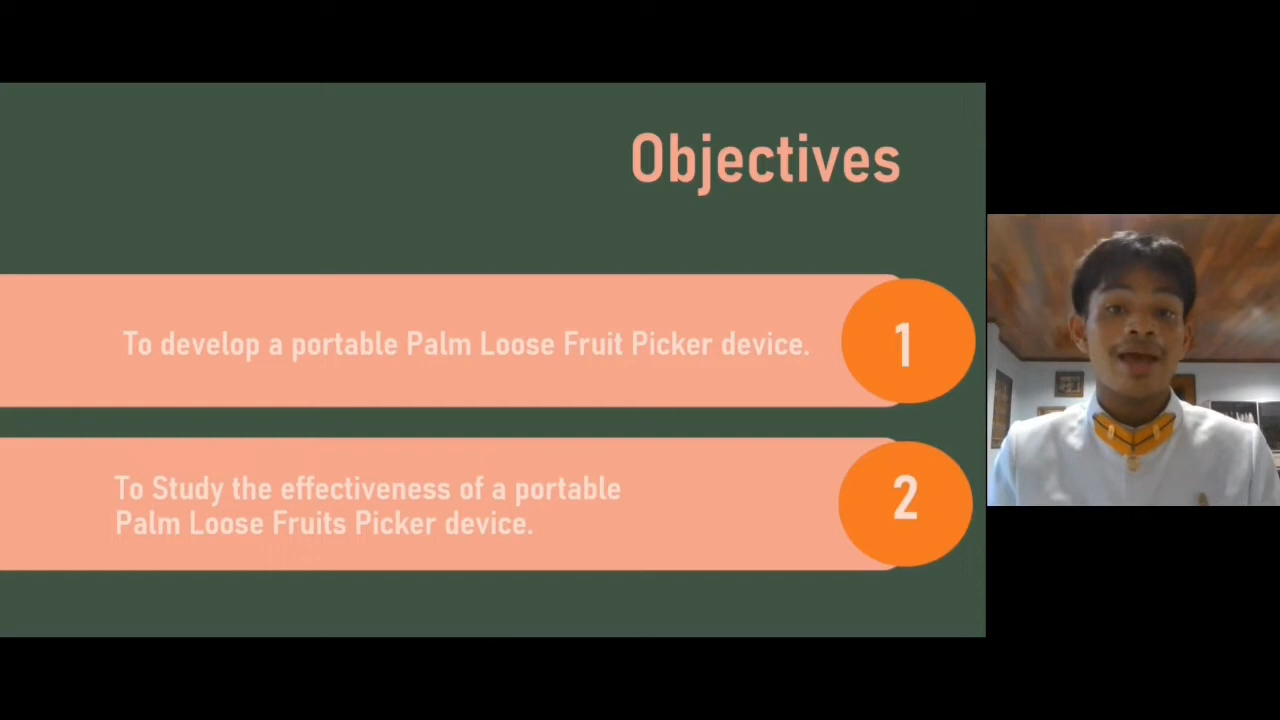 Objectives
To develop a portable Palm Loose Fruit Picker device.
1
To Study the effectiveness of a portable
Palm Loose Fruits Picker device.
2